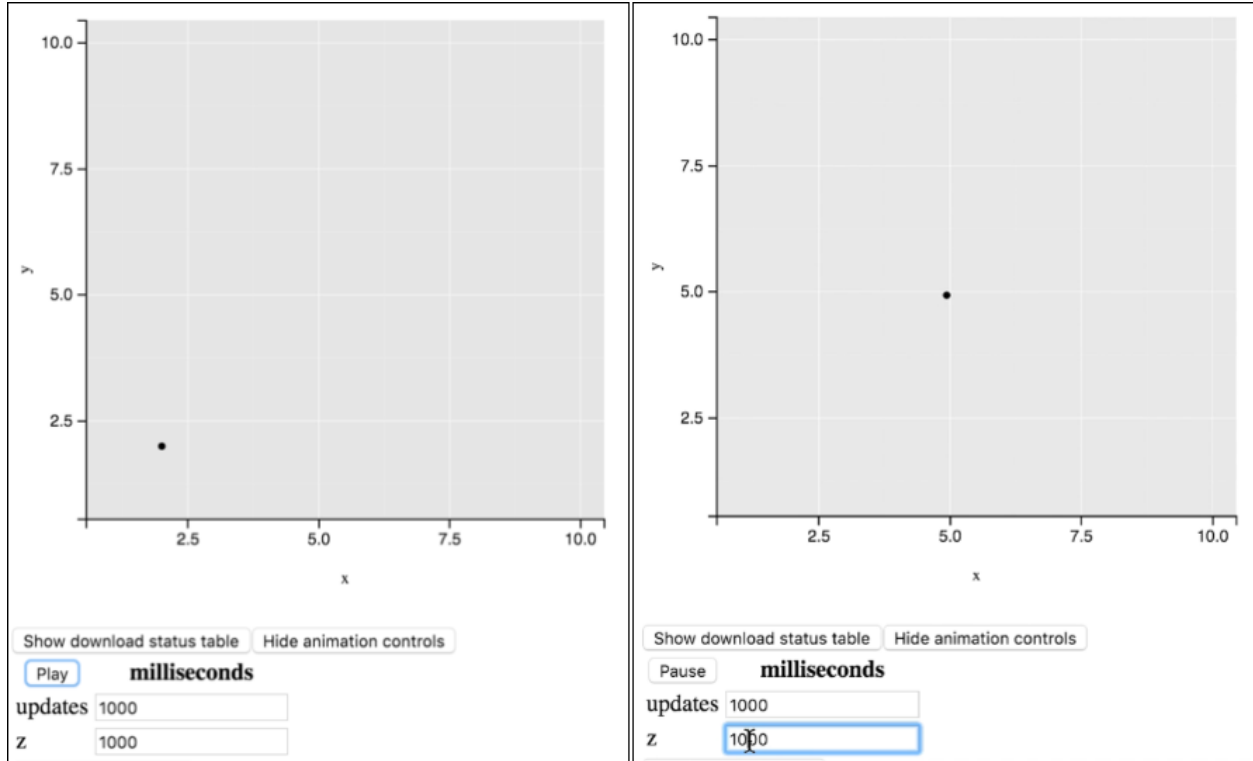 10.0
7.5
y
5.0
2.5
2.5 5.0 7.5 10.0
x
Show download status table Hide animation controls
Play milliseconds
updates 1000
z 1000
10.0
7.5
y
5.0
2.5
2.5 5.0 7.5 10.0
x
Show download status table Hide animation controls
Pause milliseconds
updates 1000
z 1000